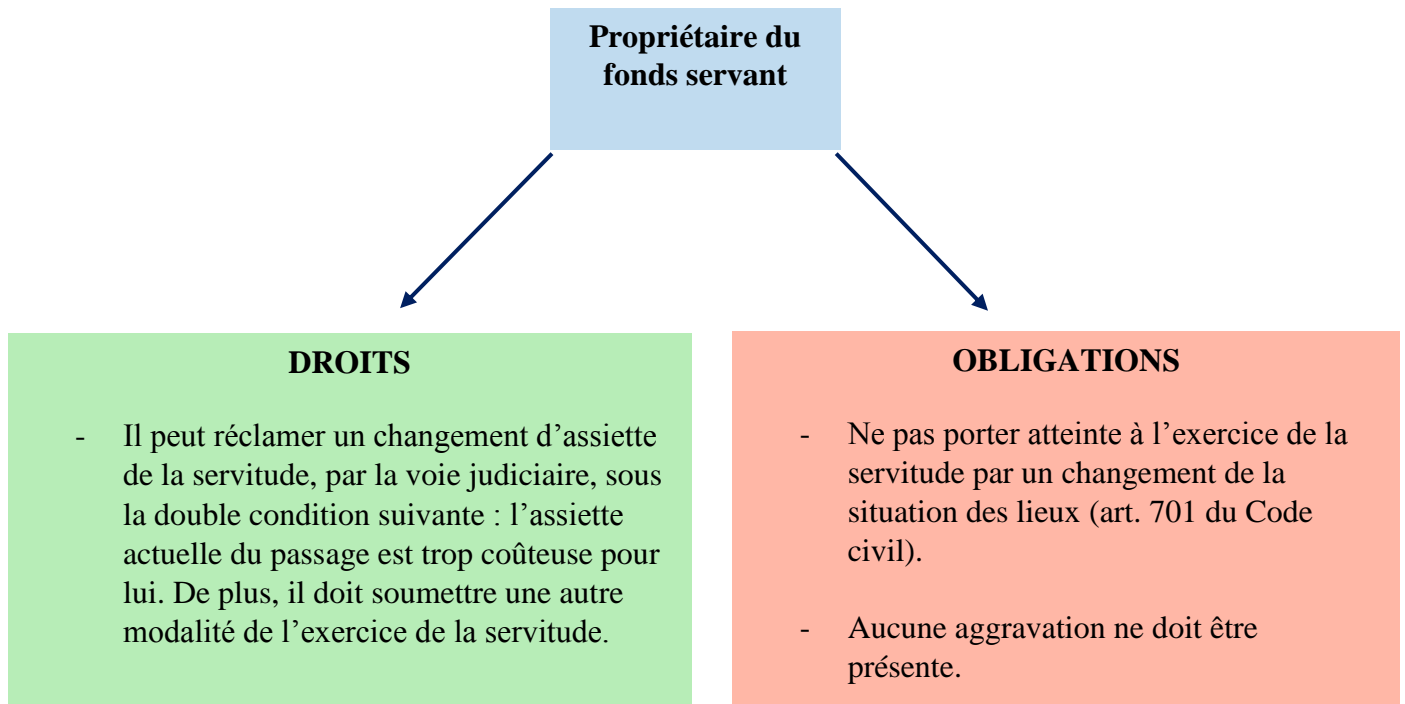 Propriétaire du
fonds servant
DROITS
- Il peut réclamer un changement d’assiette
de la servitude, par la voie judiciaire, sous
la double condition suivante : l’assiette
actuelle du passage est trop coûteuse pour
lui. De plus, il doit soumettre une autre
modalité de l’exercice de la servitude.
OBLIGATIONS
- Ne pas porter atteinte à l’exercice de la
servitude par un changement de la
situation des lieux (art. 701 du Code
civil).
- Aucune aggravation ne doit être
présente.